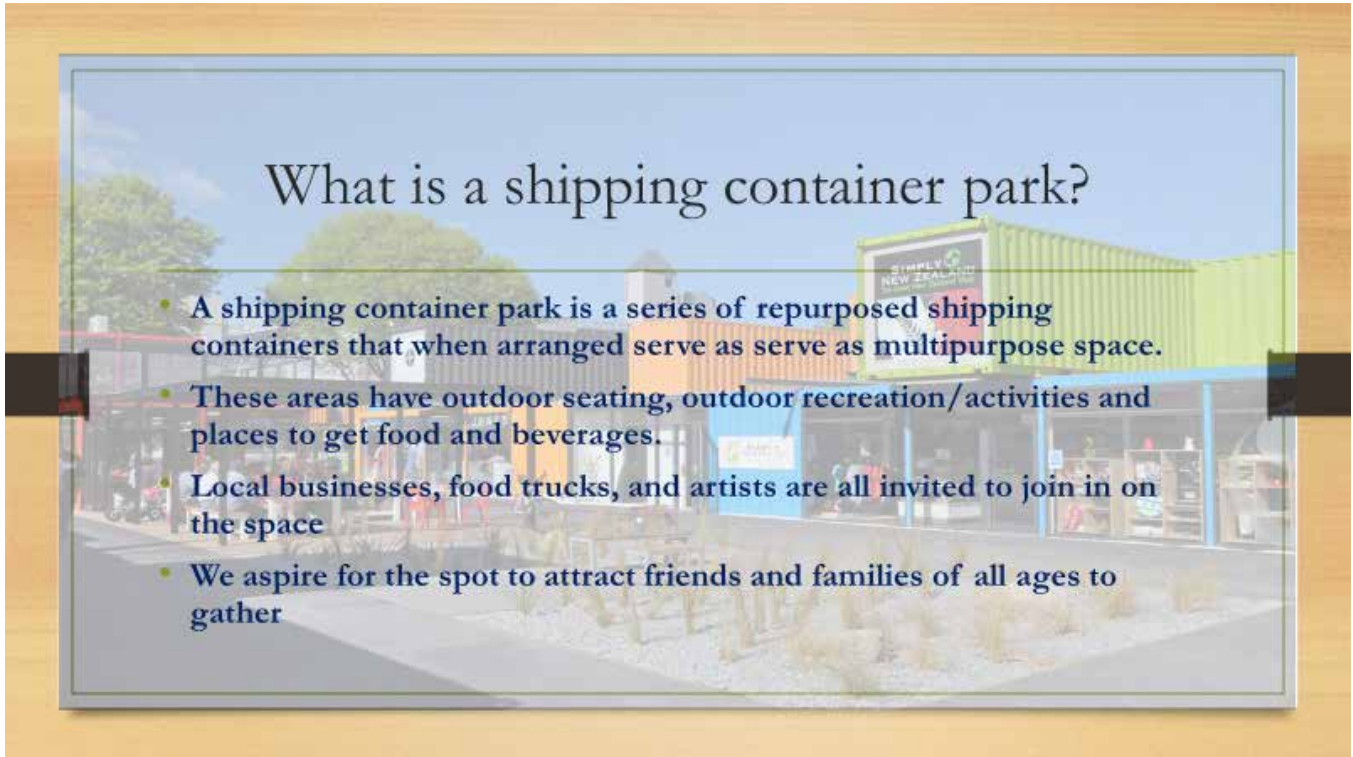 What is a shipping container park?
SIMPLY
NEW ZEALAND
• A shipping container park is a series of repurposed shipping
containers that when arranged serve as serve as multipurpose space.
• These areas have outdoor seating, outdoor recreation/activities and
places to get food and beverages.
• Local businesses, food trucks, and artists are all invited to join in on
the space
• We aspire for the spot to attract friends and families of all ages to
gather